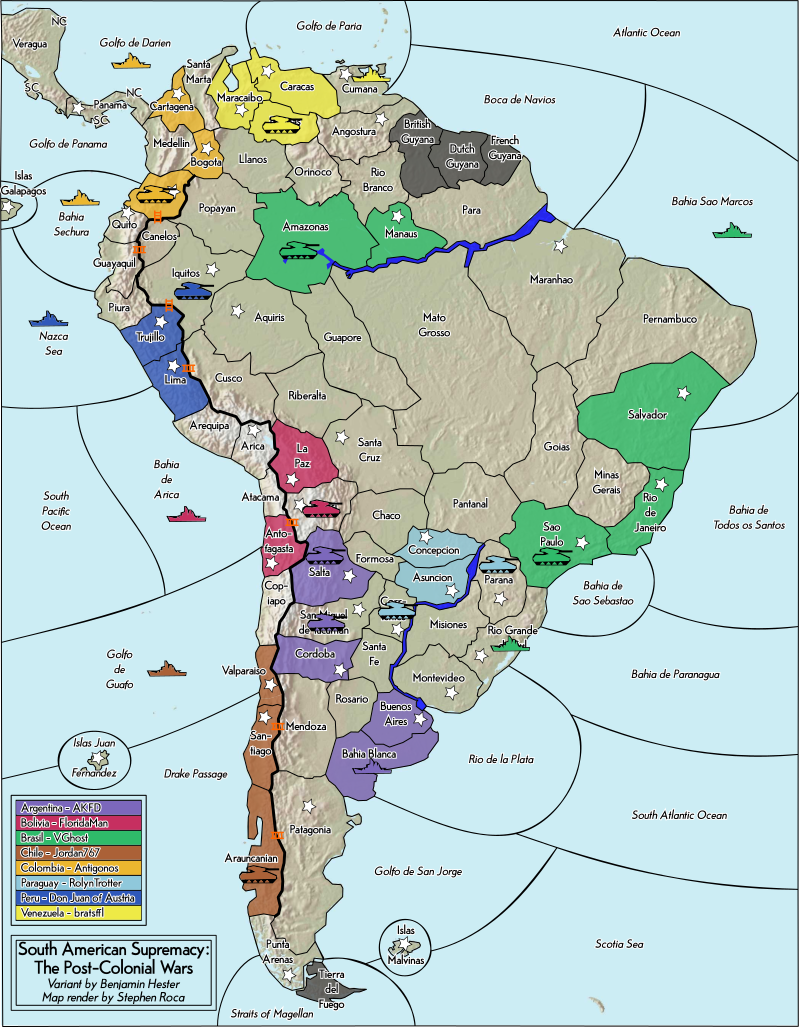 NC
Veragua
Golfo de Darien
Golfo de Paria
Atlantic Ocean
Santa
Marta
SC
NC
Panama
SC
Cartagena
Maracaibo
Caracas
Cumana
Boca de Navios
Golfo de Panama
Medellin
Bogota
Llanos
Angostura
British
Guyana
Dutch
Guyana
French
Guyana
Orinoco
Rio
Branco
Islas
Galapagos
Bahia
Sechura
Quito
Popayan
Canelos
Amazonas
Manaus
Para
Bahia Sao Marcos
Guayaquil
Iquitos
Maranhao
Piura
Nazca
Sea
Trujillo
Aquiris
Guapore
Mato
Grosso
Pernambuco
Lima
Cusco
Riberalta
Salvador
Arequipa
Arica
La
Paz
Santa
Cruz
Goias
Minas
Gerais
Bahia
de
Arica
South
Pacific
Ocean
Atacama
Pantanal
Rio
de
Janeiro
Bahia de
Todos os Santos
Chaco
Anto-
fagasta
Sao
Paulo
Concepcion
Formosa
Salta
Asuncion
Parana
Bahia de
Sao Sebastao
Cop-
iapo
San Miguel
de Tucuman
Misiones
Rio Grande
Golfo
de
Guafo
Valparaiso
Cordoba
Santa
Fe
Montevideo
Bahia de Paranagua
Rosario
Buenos
Aires
San-
tiago
Mendoza
Islas Juan
Fernandez
Drake Passage
Bahia Blanca
Rio de la Plata
Argentina - AKFD
Bolivia - FloridaMan
Brasil - VGhost
Chile - Jordan767
Colombia - Antigonos
Paraguay - RolynTrotter
Peru - Don Juan of Austria
Venezuela - bratsffl
Patagonia
South Atlantic Ocean
Araucanian
Golfo de San Jorge
South American Supremacy:
The Post-Colonial Wars
Variant by Benjamin Hester
Map render by Stephen Roca
Punta
Arenas
Islas
Malvinas
Scotia Sea
Tierra
del
Fuego
Straits of Magellan